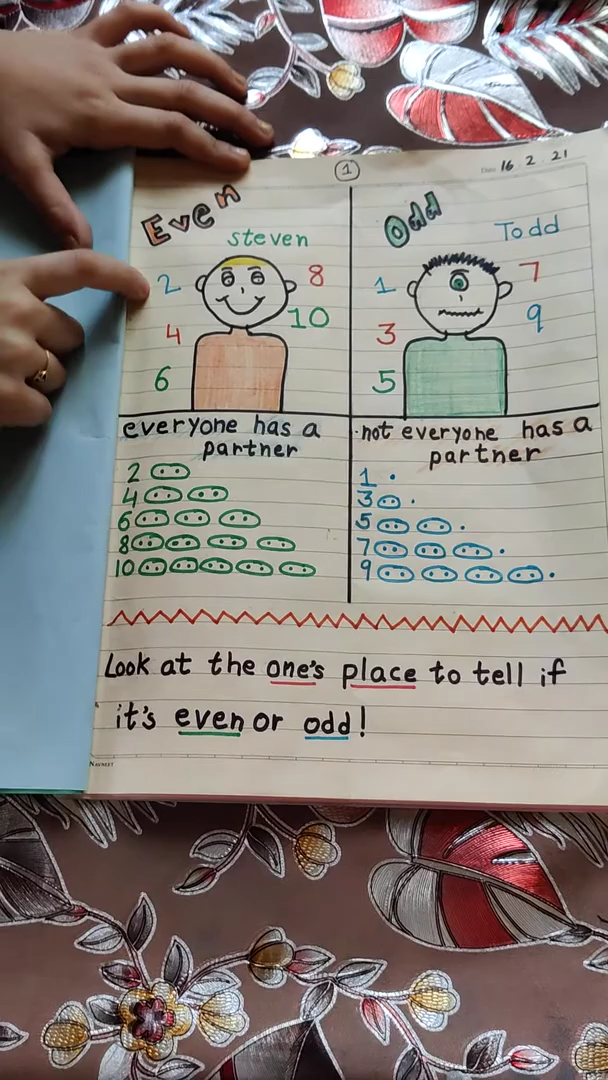 1
Date 16 2 21
Even
steven
2
8
4
10
6
Odd
Todd
1
7
3
9
5
everyone has a
partner
2
4
6
8
10
not everyone has a
partner
1
3
5
7
9
Look at the one's place to tell if
it's even or odd!
NAVNEET